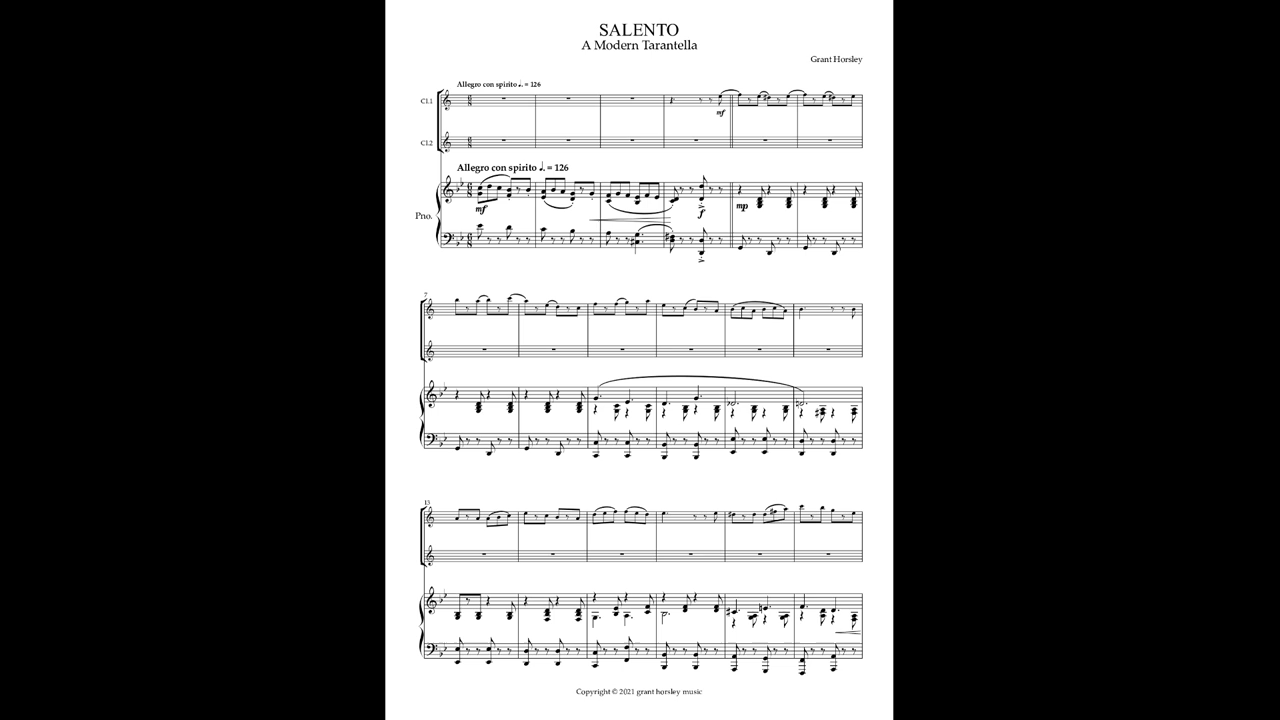 SALENTO
A Modern Tarantella
Grant Horsley
Allegro con spirito ♩. = 126
Cl.1
mf
Cl.2
Allegro con spirito ♩. = 126
Pno.
mf
f
mp
7
13
Copyright © 2021 grant horsley music